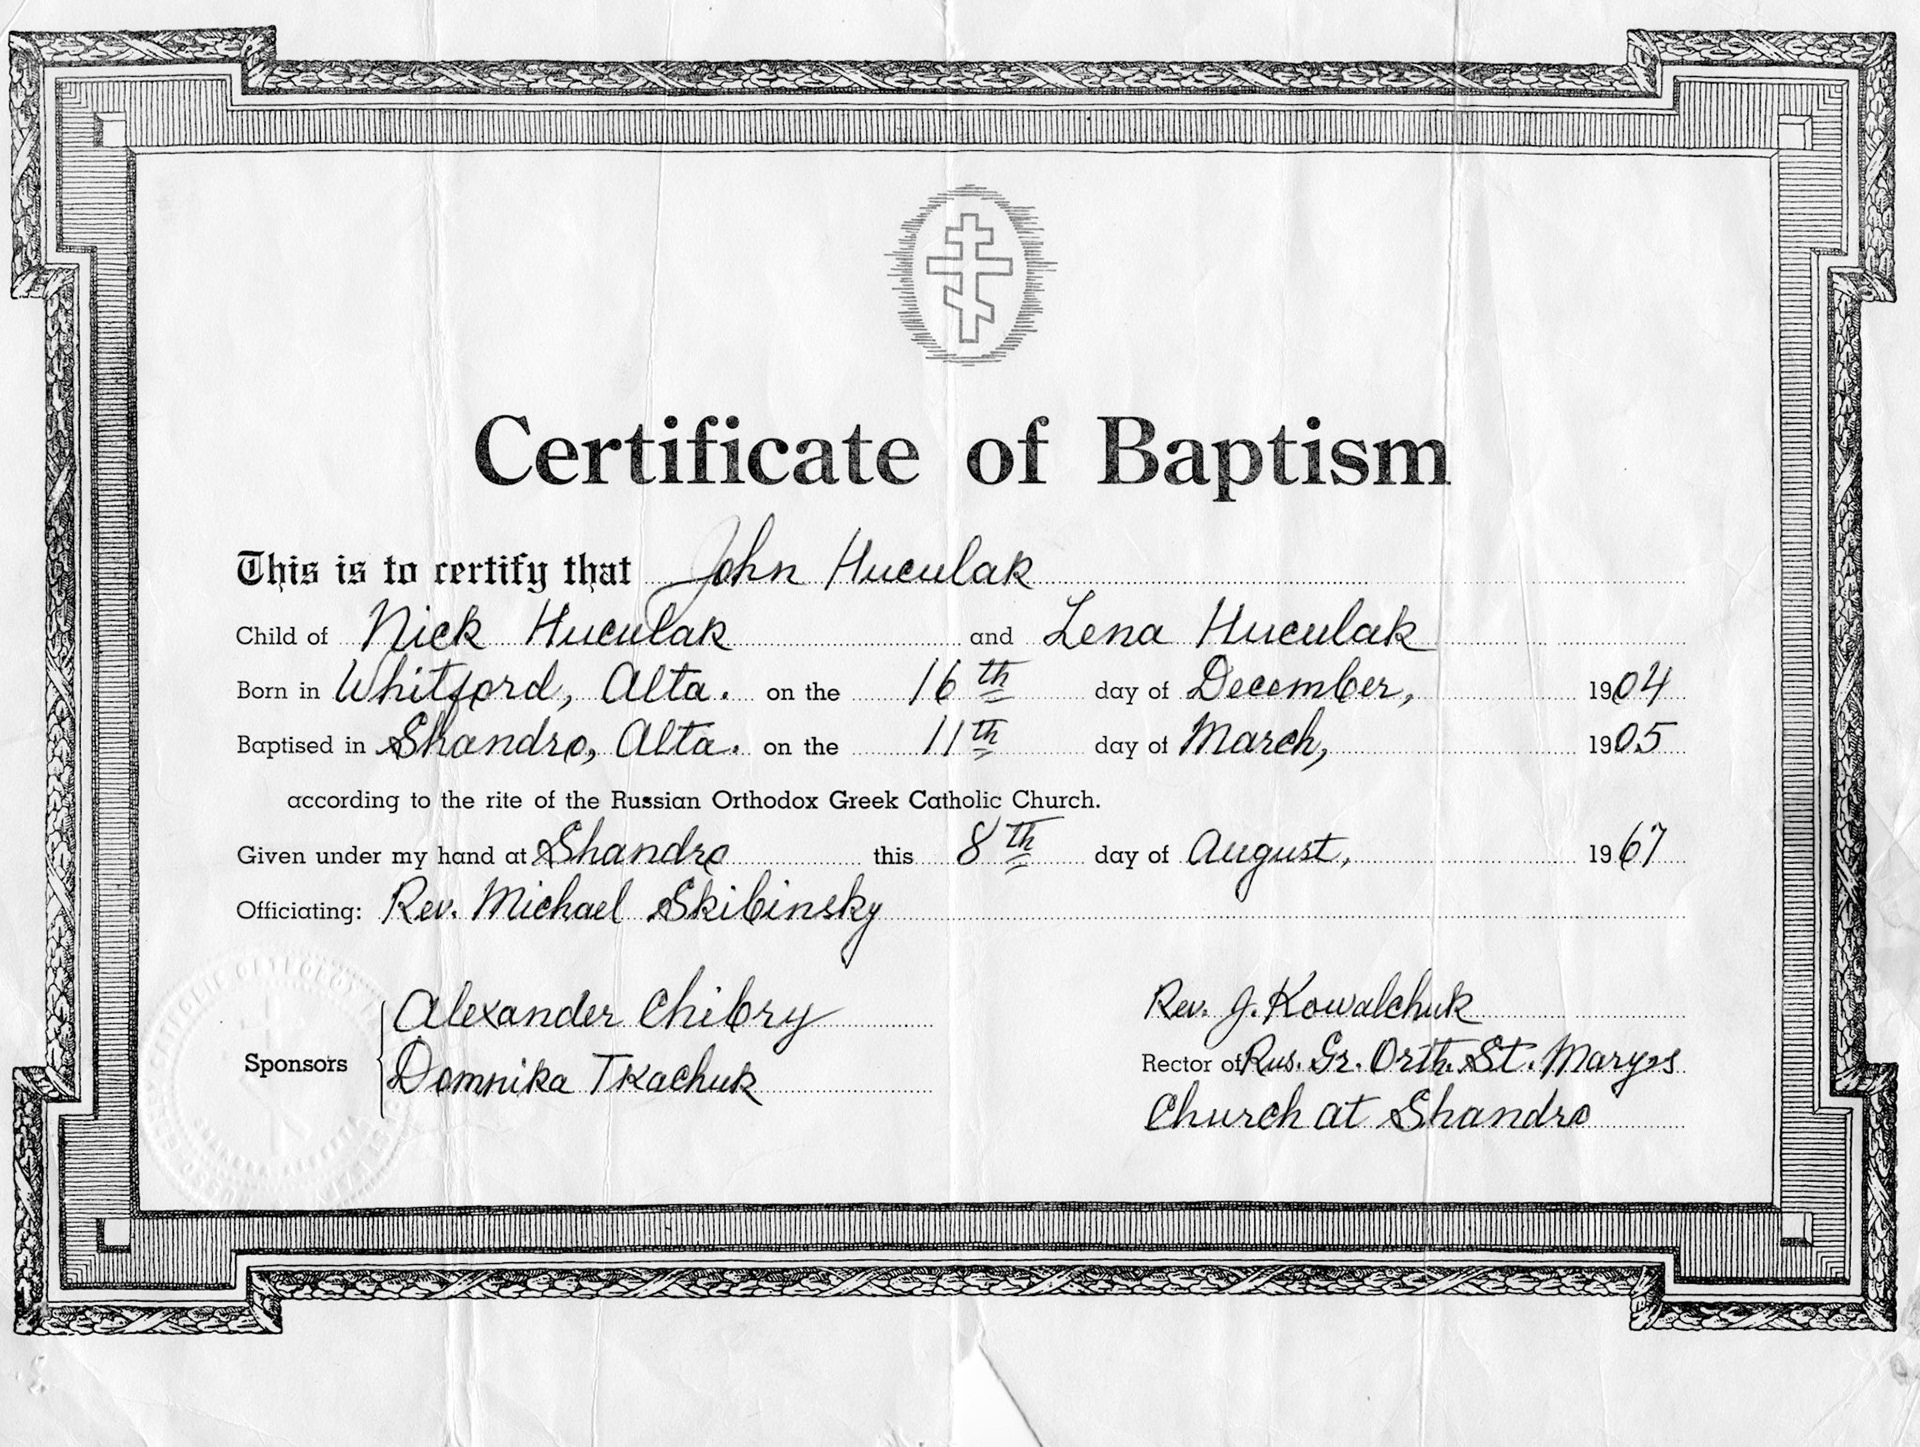 Certificate of Baptism
This is to certify that John Huculak
Child of Nick Huculak and Lena Huculak
Born in Whitford, Alta. on the 16th day of December, 1904
Baptised in Shandro, Alta. on the 11th day of March, 1905
according to the rite of the Russian Orthodox Greek Catholic Church.
Given under my hand at Shandro this 8th day of August, 1967
Officiating: Rev. Michael Skibinsky
Sponsors
Alexander Chibry
Domnika Tkachuk
Rev. J. Kowalchuk
Rector of Rus. Gr. Orth. St. Mary's
Church at Shandro
CATHOLIC ORTHODOX